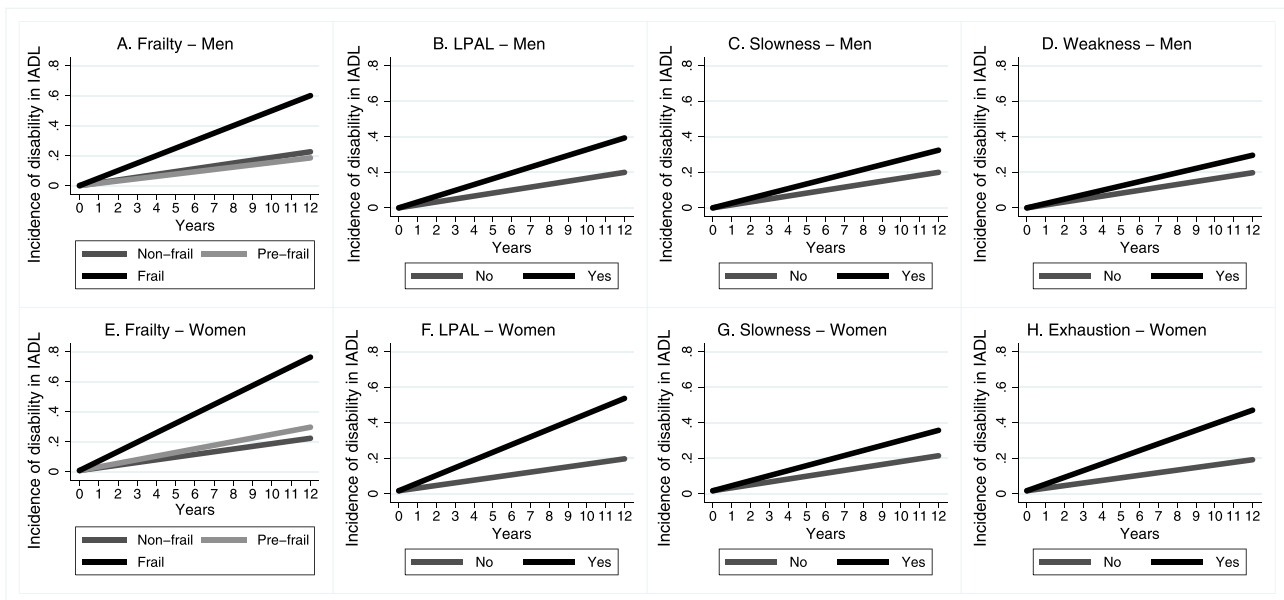 A. Frailty – Men
Incidence of disability in IADL
0 .2 .4 .6 .8
0 1 2 3 4 5 6 7 8 9 10 11 12
Years
Non–frail Pre–frail
Frail
B. LPAL – Men
Incidence of disability in IADL
0 .2 .4 .6 .8
0 1 2 3 4 5 6 7 8 9 10 11 12
Years
No Yes
C. Slowness – Men
Incidence of disability in IADL
0 .2 .4 .6 .8
0 1 2 3 4 5 6 7 8 9 10 11 12
Years
No Yes
D. Weakness – Men
Incidence of disability in IADL
0 .2 .4 .6 .8
0 1 2 3 4 5 6 7 8 9 10 11 12
Years
No Yes
E. Frailty – Women
Incidence of disability in IADL
0 .2 .4 .6 .8
0 1 2 3 4 5 6 7 8 9 10 11 12
Years
Non–frail Pre–frail
Frail
F. LPAL – Women
Incidence of disability in IADL
0 .2 .4 .6 .8
0 1 2 3 4 5 6 7 8 9 10 11 12
Years
No Yes
G. Slowness – Women
Incidence of disability in IADL
0 .2 .4 .6 .8
0 1 2 3 4 5 6 7 8 9 10 11 12
Years
No Yes
H. Exhaustion – Women
Incidence of disability in IADL
0 .2 .4 .6 .8
0 1 2 3 4 5 6 7 8 9 10 11 12
Years
No Yes